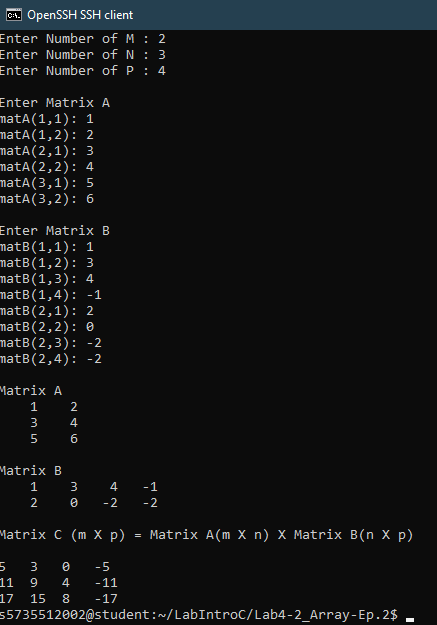 OpenSSH SSH client
Enter Number of M : 2
Enter Number of N : 3
Enter Number of P : 4
Enter Matrix A
matA(1,1): 1
matA(1,2): 2
matA(2,1): 3
matA(2,2): 4
matA(3,1): 5
matA(3,2): 6
Enter Matrix B
matB(1,1): 1
matB(1,2): 3
matB(1,3): 4
matB(1,4): -1
matB(2,1): 2
matB(2,2): 0
matB(2,3): -2
matB(2,4): -2
Matrix A
1 2
3 4
5 6
Matrix B
1 3 4 -1
2 0 -2 -2
Matrix C (m X p) = Matrix A(m X n) X Matrix B(n X p)
5 3 0 -5
11 9 4 -11
17 15 8 -17
s5735512002@student:~/LabIntroC/Lab4-2_Array-Ep.2$